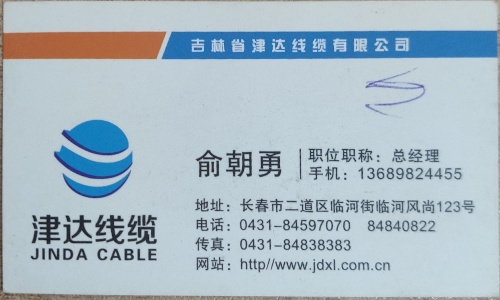 吉林省津达线缆有限公司
俞朝勇
职位职称：总经理
手机：13689824455
津达线缆
JINDA CABLE
地址：长春市二道区临河街临河风尚123号
电话：0431-84597070 84840822
传真：0431-84838383
网站：http//www.jdxl.com.cn